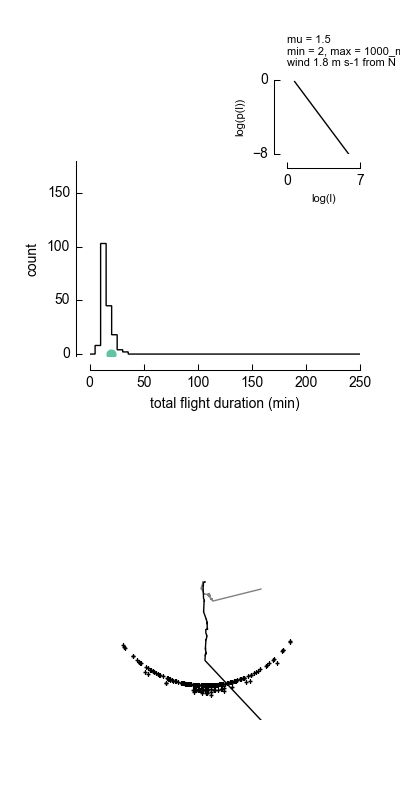 mu = 1.5
min = 2, max = 1000_m
wind 1.8 m s-1 from N
0
log(p(l))
−8
0 7
log(l)
150
100
50
0
count
0 50 100 150 200 250
total flight duration (min)